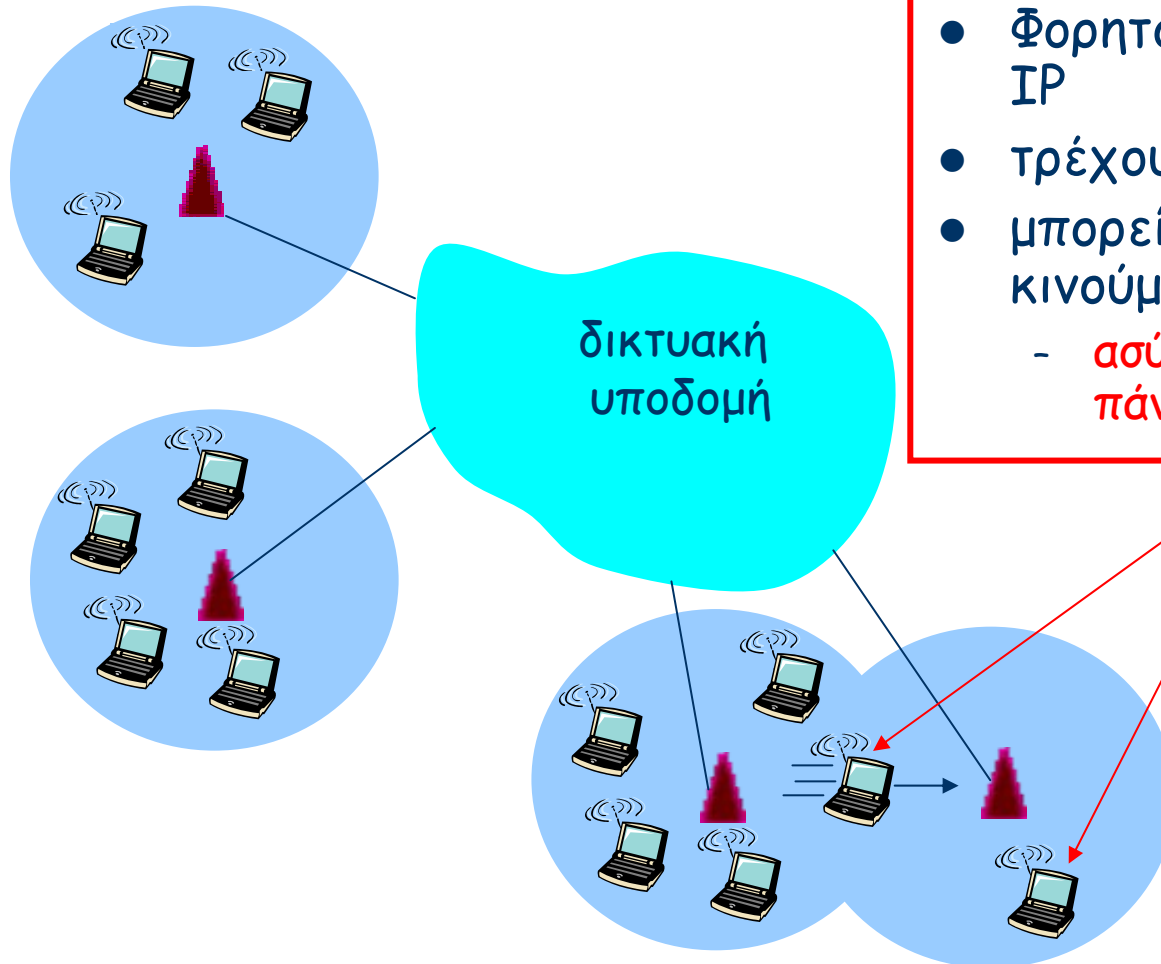 Φορητο
IP
τρέχου
μπορεί
κινούμ
- ασύ
πάν
δικτυακή
υποδομή